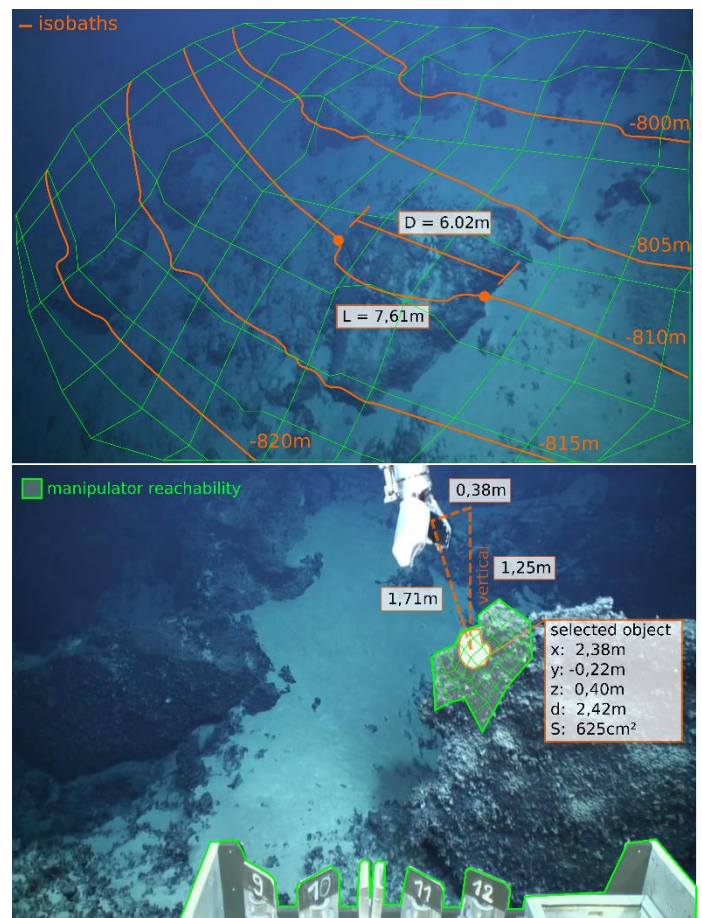 isobaths
-800m
D = 6.02m
-805m
L = 7,61m
-810m
-820m
-815m
manipulator reachability
0,38m
1,25m
vertical
1,71m
selected object
x: 2,38m
y: -0,22m
z: 0,40m
d: 2,42m
S: 625cm²
9 10 11 12